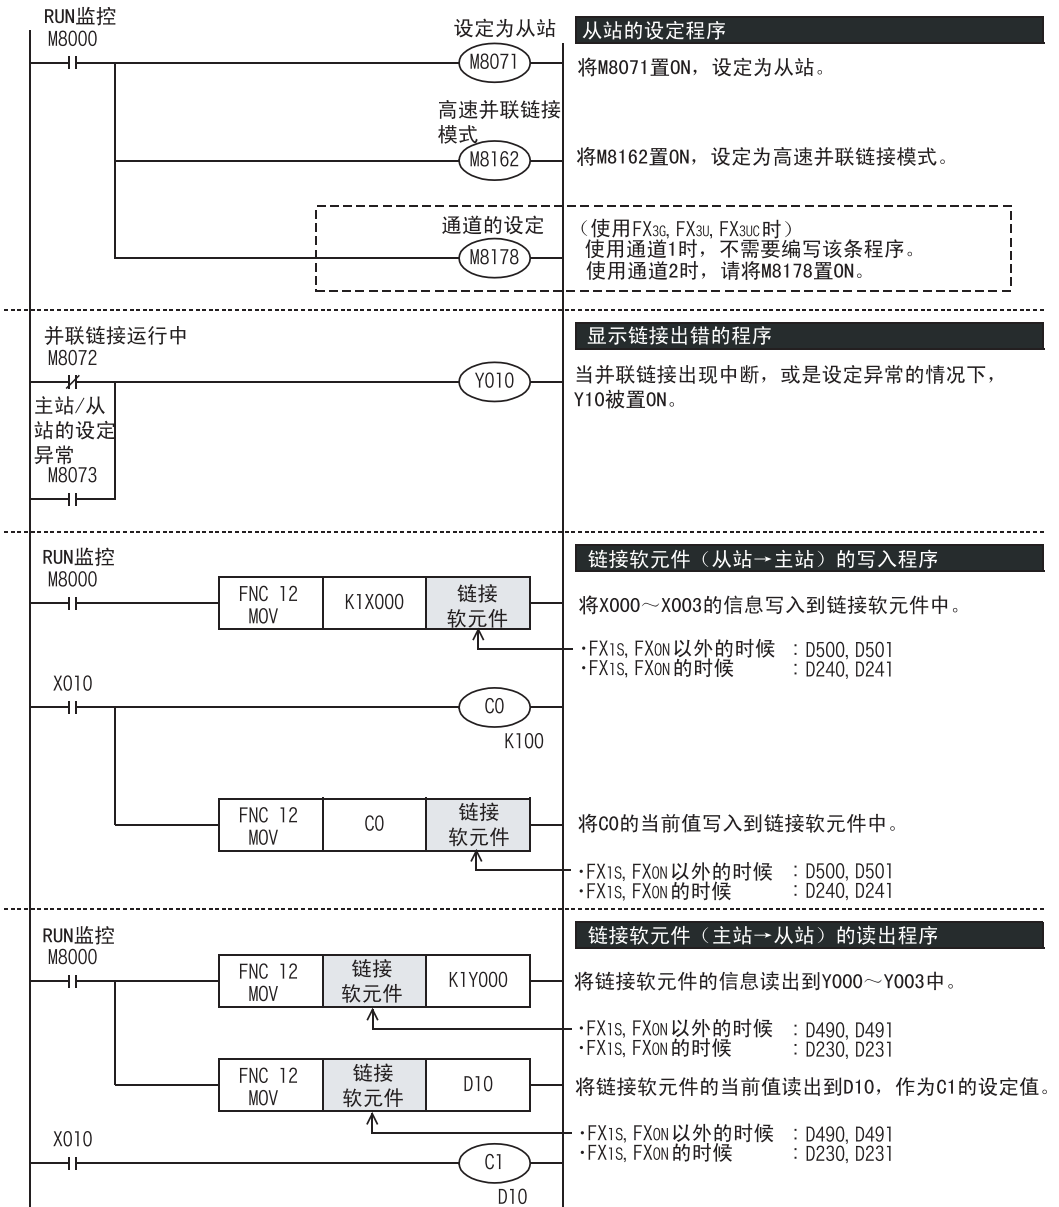 RUN监控
M8000
设定为从站
M8071
从站的设定程序
将M8071置ON，设定为从站。
高速并联链接
模式
M8162
将M8162置ON，设定为高速并联链接模式。
通道的设定
M8178
（使用FX3G, FX3U, FX3UC时）
使用通道1时，不需要编写该条程序。
使用通道2时，请将M8178置ON。
并联链接运行中
M8072
Y010
显示链接出错的程序
当并联链接出现中断，或是设定异常的情况下，
Y10被置ON。
主站/从
站的设定
异常
M8073
RUN监控
M8000
FNC 12
MOV
K1X000
链接
软元件
链接软元件（从站→主站）的写入程序
将X000～X003的信息写入到链接软元件中。
·FX1S, FX0N以外的时候 : D500, D501
·FX1S, FX0N的时候 : D240, D241
X010
C0
K100
FNC 12
MOV
C0
链接
软元件
将C0的当前值写入到链接软元件中。
·FX1S, FX0N以外的时候 : D500, D501
·FX1S, FX0N的时候 : D240, D241
RUN监控
M8000
FNC 12
MOV
链接
软元件
K1Y000
链接软元件（主站→从站）的读出程序
将链接软元件的信息读出到Y000～Y003中。
·FX1S, FX0N以外的时候 : D490, D491
·FX1S, FX0N的时候 : D230, D231
FNC 12
MOV
链接
软元件
D10
将链接软元件的当前值读出到D10，作为C1的设定值。
·FX1S, FX0N以外的时候 : D490, D491
·FX1S, FX0N的时候 : D230, D231
X010
C1
D10